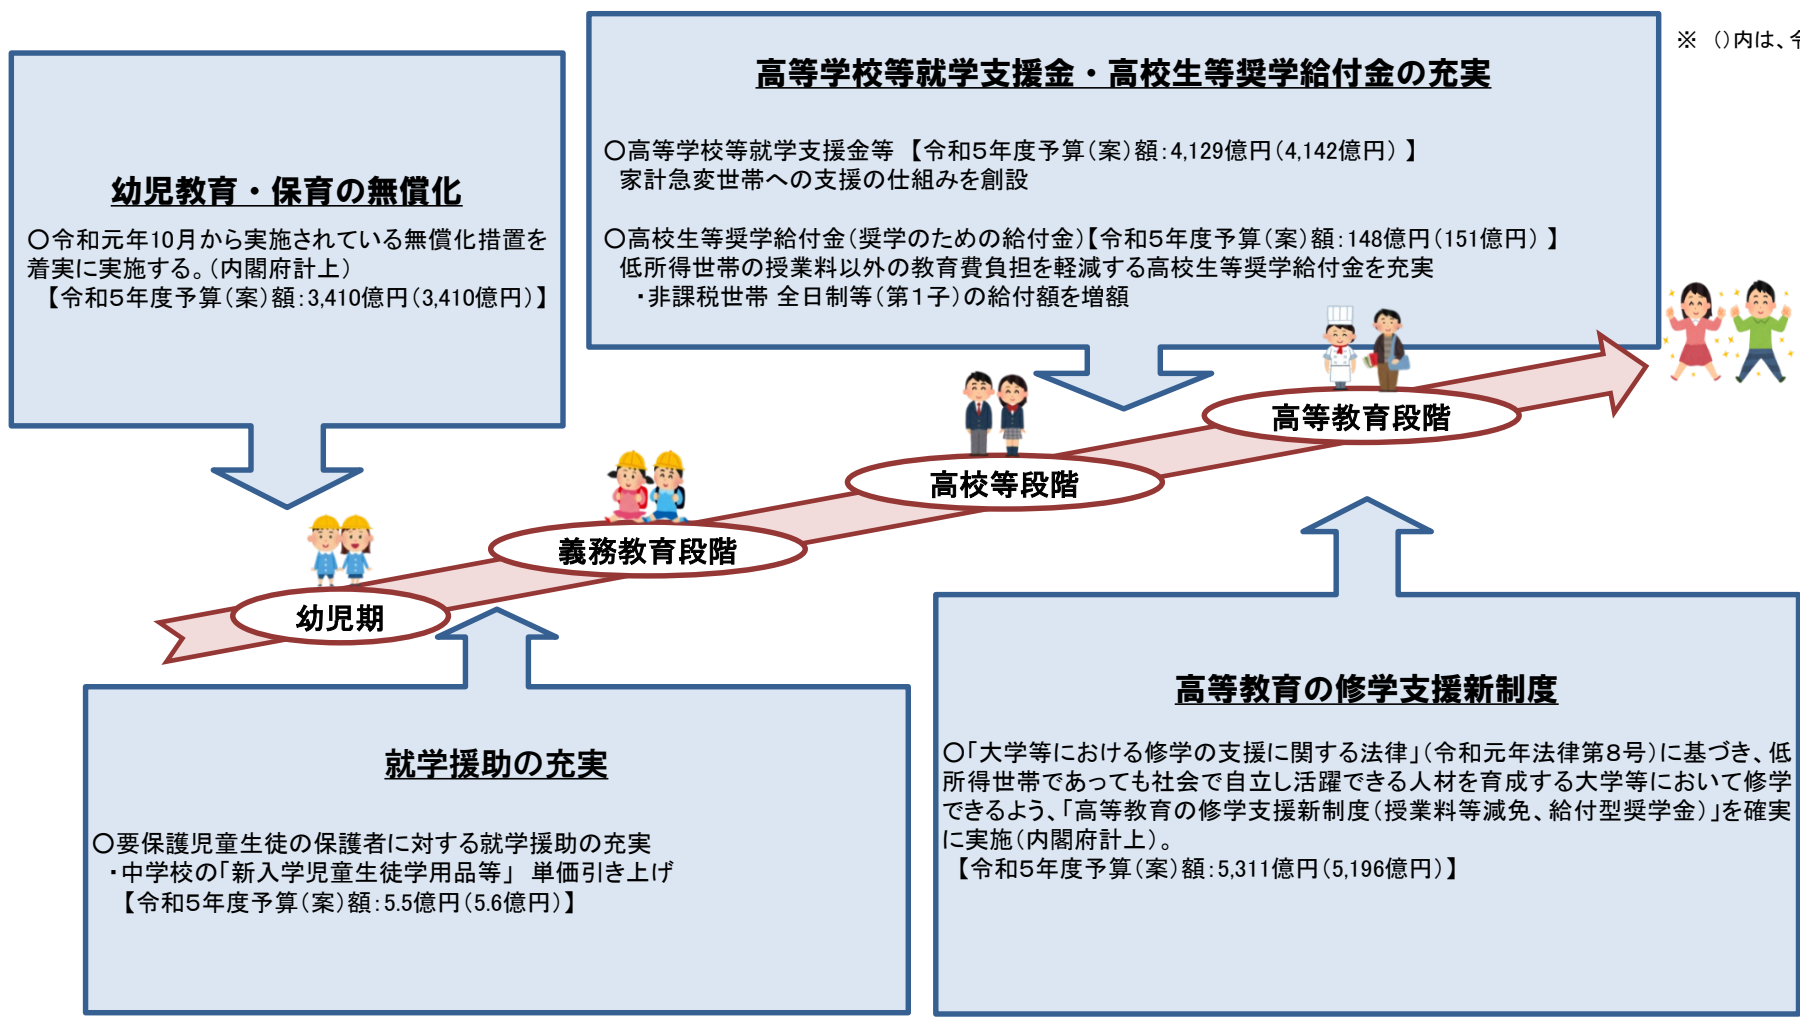 ※ ()内は、令
高等学校等就学支援金・高校生等奨学給付金の充実
〇高等学校等就学支援金等 【令和5年度予算(案)額:4,129億円(4,142億円) 】
家計急変世帯への支援の仕組みを創設
〇高校生等奨学給付金(奨学のための給付金)【令和5年度予算(案)額:148億円(151億円) 】
低所得世帯の授業料以外の教育費負担を軽減する高校生等奨学給付金を充実
・非課税世帯 全日制等(第1子)の給付額を増額
幼児教育・保育の無償化
〇令和元年10月から実施されている無償化措置を
着実に実施する。(内閣府計上)
【令和5年度予算(案)額:3,410億円(3,410億円)】
高等教育段階
高校等段階
義務教育段階
幼児期
就学援助の充実
〇要保護児童生徒の保護者に対する就学援助の充実
・中学校の「新入学児童生徒学用品等」 単価引き上げ
【令和5年度予算(案)額:5.5億円(5.6億円)】
高等教育の修学支援新制度
〇「大学等における修学の支援に関する法律」(令和元年法律第8号)に基づき、低
所得世帯であっても社会で自立し活躍できる人材を育成する大学等において修学
できるよう、「高等教育の修学支援新制度(授業料等減免、給付型奨学金)」を確実
に実施(内閣府計上)。
【令和5年度予算(案)額:5,311億円(5,196億円)】